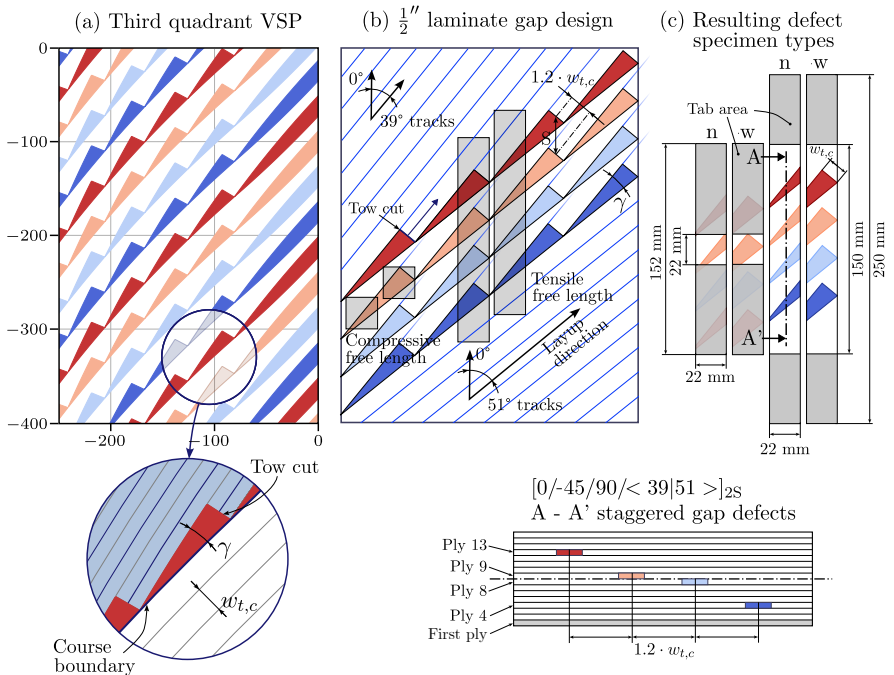 (a) Third quadrant VSP
0
−100
−200
−300
−400
−200
−100
0
Tow cut
γ
w_{t,c}
Course
boundary
(b) ½″ laminate gap design
0°
39° tracks
1.2 · w_{t,c}
S
Tow cut
γ
Tensile
free length
Compressive
free length
Layup
direction
0°
51° tracks
(c) Resulting defect
specimen types
n w
Tab area
n w
A
w_{t,c}
152 mm
22 mm
150 mm
250 mm
A'
22 mm
22 mm
[0/-45/90/< 39|51 >]_{2S}
A - A' staggered gap defects
Ply 13
Ply 9
Ply 8
Ply 4
First ply
1.2 · w_{t,c}